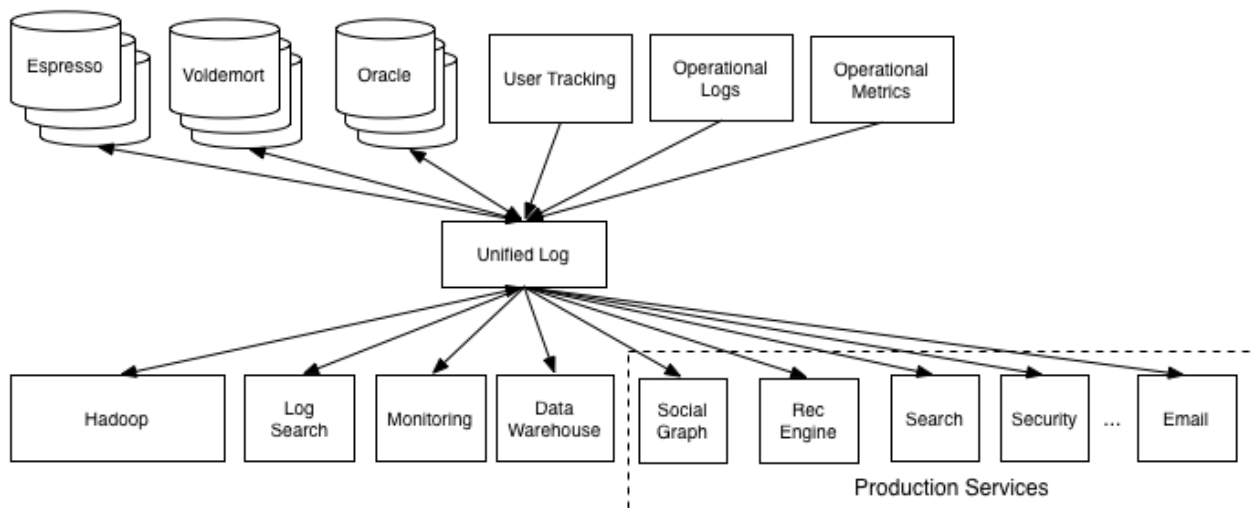 Espresso
Voldemort
Oracle
User Tracking
Operational
Logs
Operational
Metrics
Unified Log
Hadoop
Log
Search
Monitoring
Data
Warehouse
Social
Graph
Rec
Engine
Search
Security
...
Email
Production Services